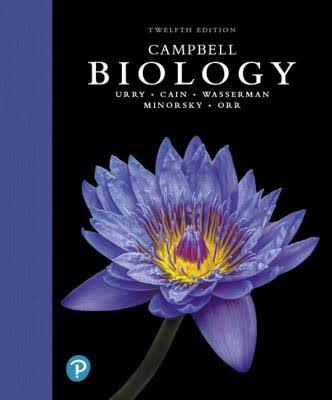 TWELFTH EDITION
CAMPBELL
BIOLOGY
URRY • CAIN • WASSERMAN
MINORSKY • ORR
P